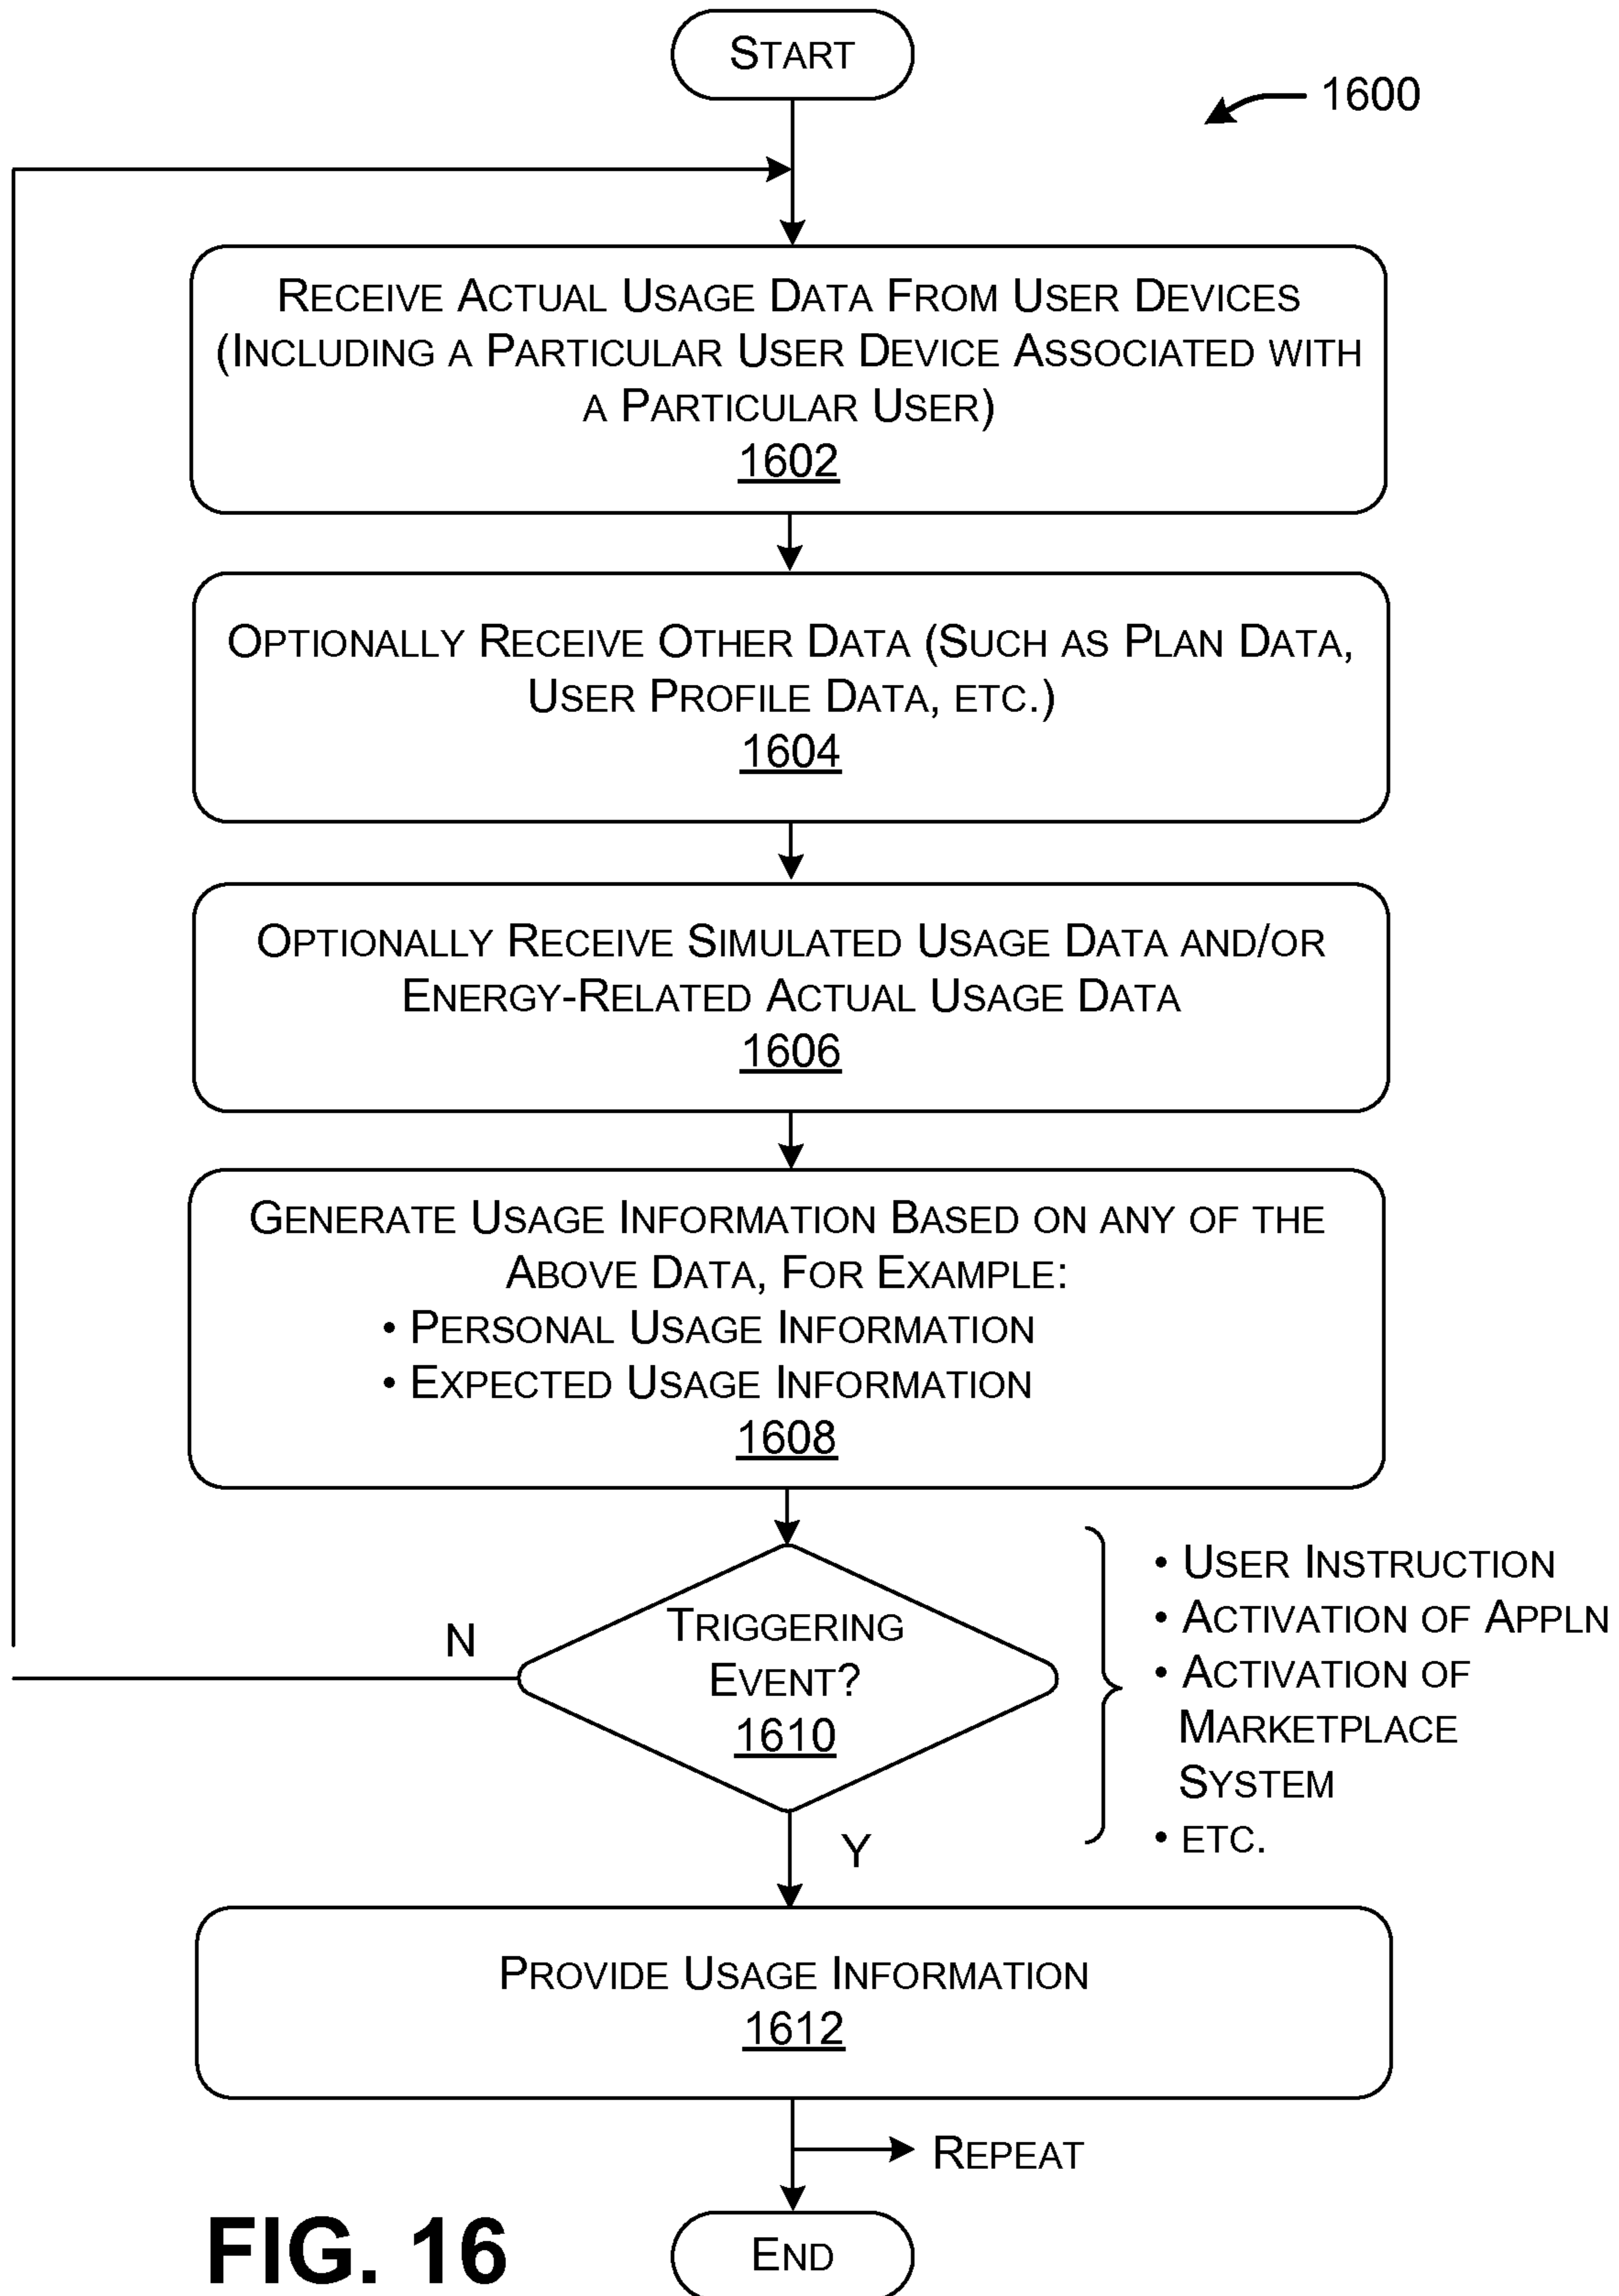 START
1600
RECEIVE ACTUAL USAGE DATA FROM USER DEVICES
(INCLUDING A PARTICULAR USER DEVICE ASSOCIATED WITH
A PARTICULAR USER)
1602
OPTIONALLY RECEIVE OTHER DATA (SUCH AS PLAN DATA,
USER PROFILE DATA, ETC.)
1604
OPTIONALLY RECEIVE SIMULATED USAGE DATA AND/OR
ENERGY-RELATED ACTUAL USAGE DATA
1606
GENERATE USAGE INFORMATION BASED ON ANY OF THE
ABOVE DATA, FOR EXAMPLE:
• PERSONAL USAGE INFORMATION
• EXPECTED USAGE INFORMATION
1608
TRIGGERING
EVENT?
1610
N
Y
• USER INSTRUCTION
• ACTIVATION OF APPLN
• ACTIVATION OF
MARKETPLACE
SYSTEM
• ETC.
PROVIDE USAGE INFORMATION
1612
REPEAT
END
FIG. 16